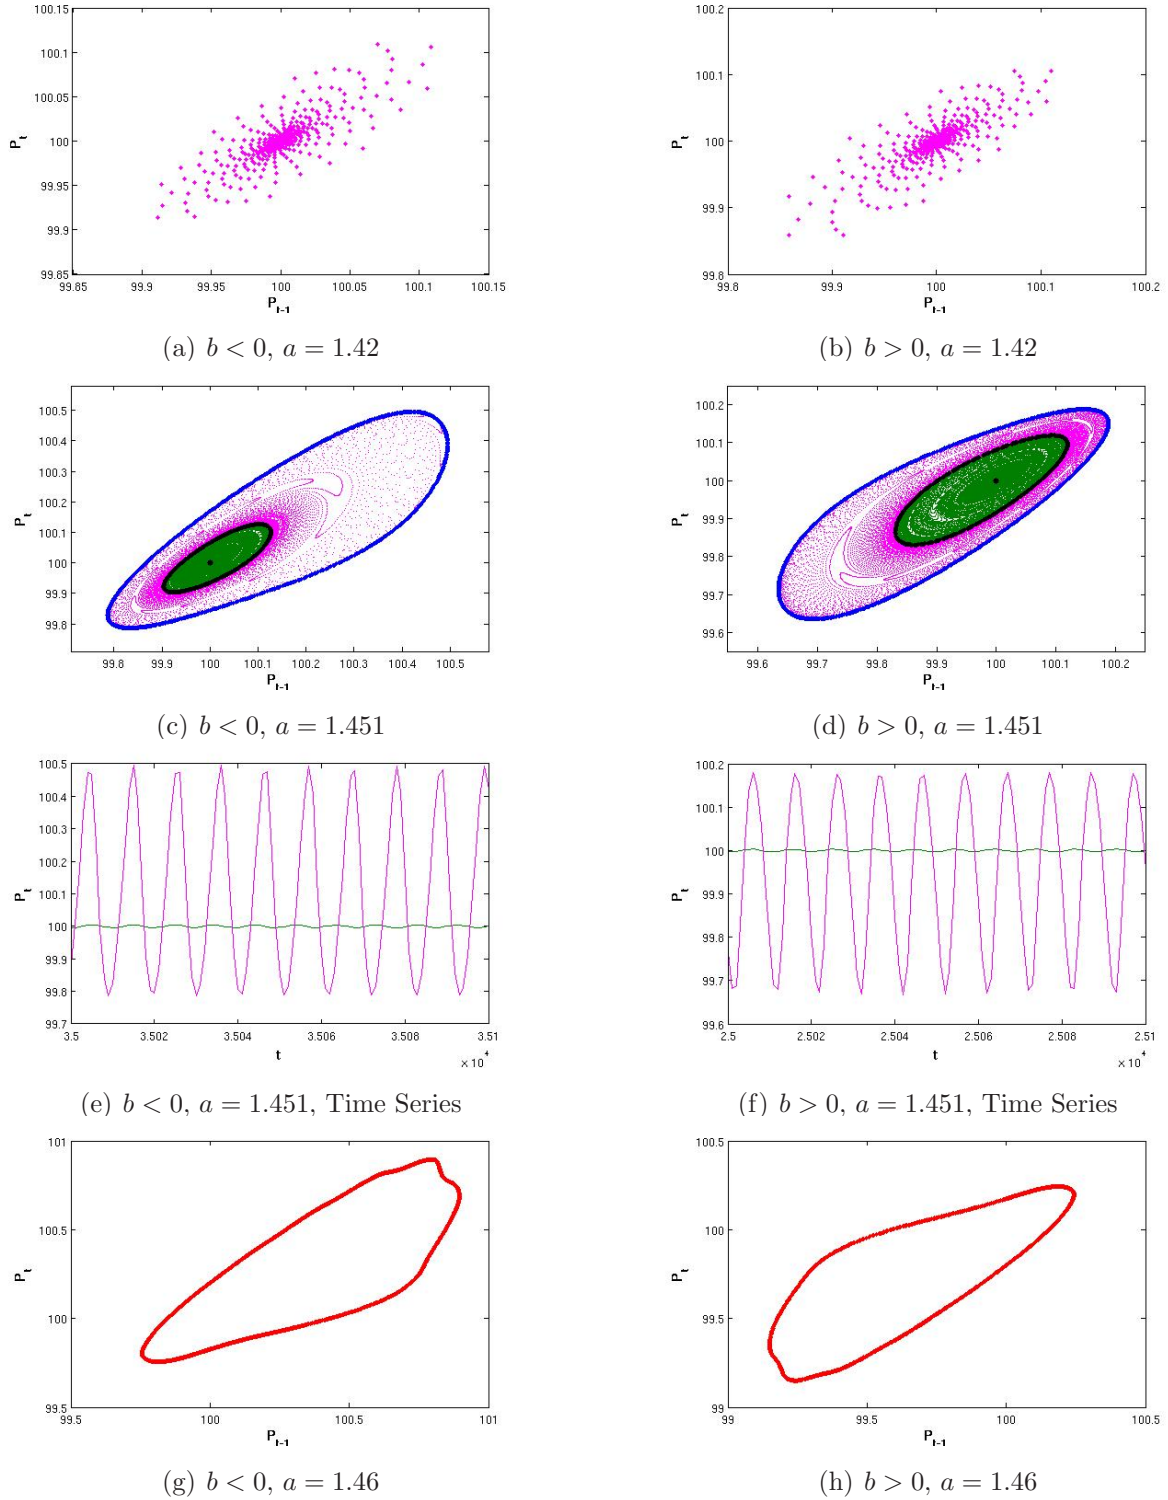 100.15
100.1
100.05
100
99.95
99.9
99.85
P_t
99.85 99.9 99.95 100 100.05 100.1 100.15
P_{t-1}
(a) b < 0, a = 1.42
100.2
100.1
100
99.9
99.8
P_t
99.8 99.9 100 100.1 100.2
P_{t-1}
(b) b > 0, a = 1.42
100.5
100.4
100.3
100.2
100.1
100
99.9
99.8
P_t
99.8 99.9 100 100.1 100.2 100.3 100.4 100.5
P_{t-1}
(c) b < 0, a = 1.451
100.2
100.1
100
99.9
99.8
99.7
99.6
P_t
99.6 99.7 99.8 99.9 100 100.1 100.2
P_{t-1}
(d) b > 0, a = 1.451
100.5
100.4
100.3
100.2
100.1
100
99.9
99.8
99.7
P_t
3.5 3.502 3.504 3.506 3.508 3.51
t
× 10⁴
(e) b < 0, a = 1.451, Time Series
100.2
100.1
100
99.9
99.8
99.7
99.6
P_t
2.5 2.502 2.504 2.506 2.508 2.51
t
× 10⁴
(f) b > 0, a = 1.451, Time Series
101
100.5
100
99.5
P_t
99.5 100 100.5 101
P_{t-1}
(g) b < 0, a = 1.46
100.5
100
99.5
99
P_t
99 99.5 100 100.5
P_{t-1}
(h) b > 0, a = 1.46